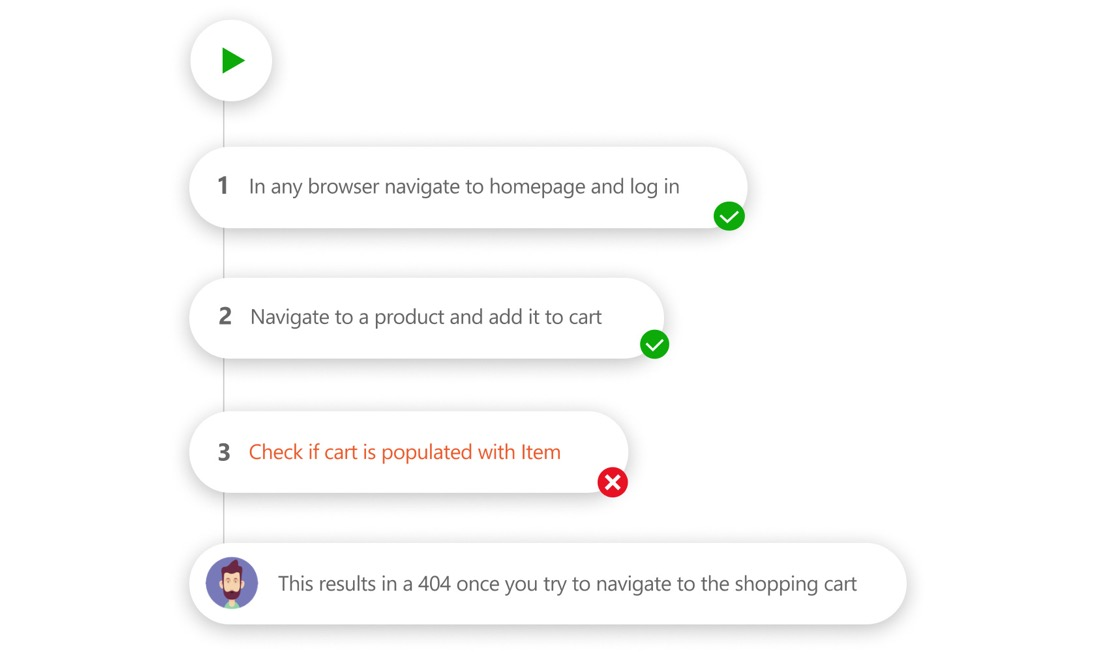 1 In any browser navigate to homepage and log in
2 Navigate to a product and add it to cart
3 Check if cart is populated with Item
This results in a 404 once you try to navigate to the shopping cart